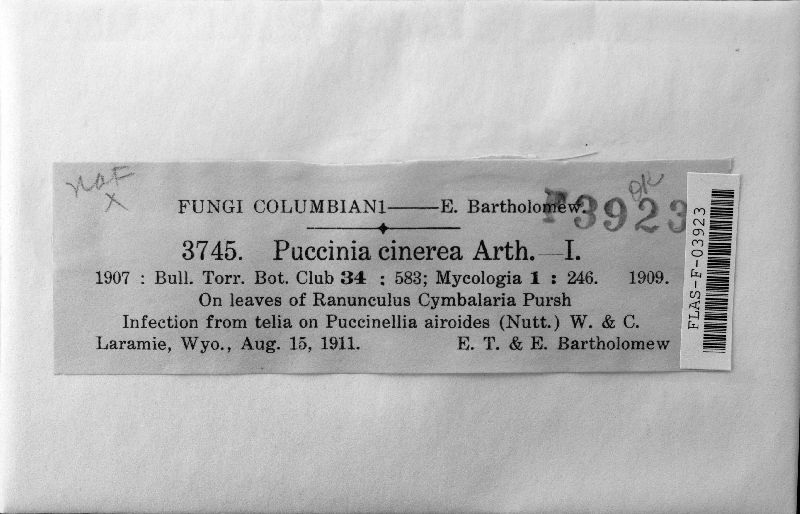 NaF
X
OK
FUNGI COLUMBIANI——E. Bartholomew.
F3923
3745. Puccinia cinerea Arth.—I.
1907 : Bull. Torr. Bot. Club 34 : 583; Mycologia 1 : 246. 1909.
On leaves of Ranunculus Cymbalaria Pursh
Infection from telia on Puccinellia airoides (Nutt.) W. & C.
Laramie, Wyo., Aug. 15, 1911. E. T. & E. Bartholomew
FLAS-F-03923